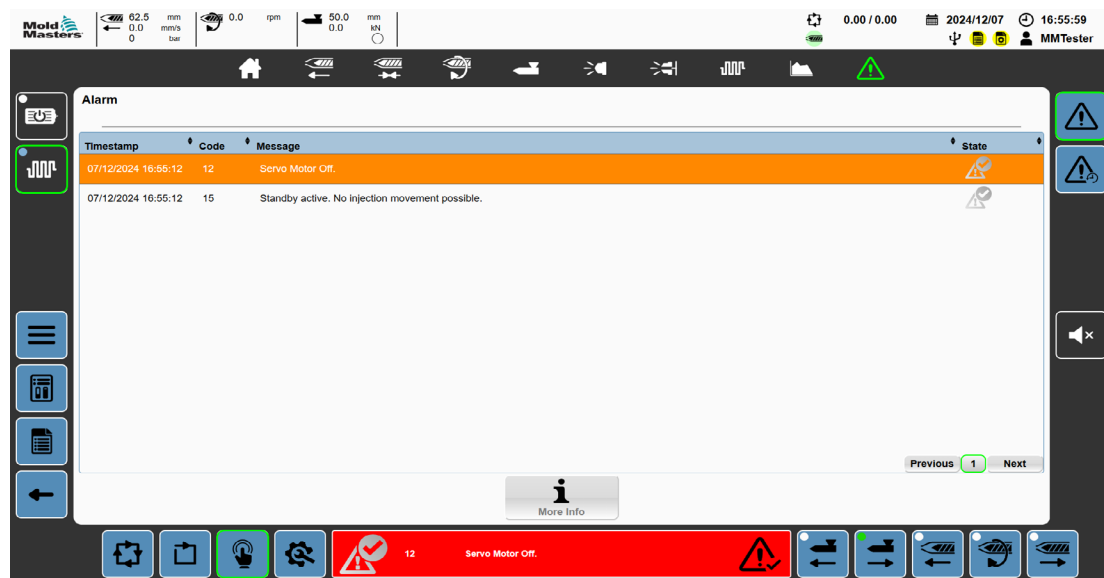 Mold
Masters
62.5 mm
0.0 mm/s
0 bar
0.0 rpm
50.0 mm
0.0 kN
0.00 / 0.00
2024/12/07
16:55:59
MMTester
Alarm
Timestamp Code Message State
07/12/2024 16:55:12 12 Servo Motor Off.
07/12/2024 16:55:12 15 Standby active. No injection movement possible.
Previous 1 Next
More Info
12 Servo Motor Off.